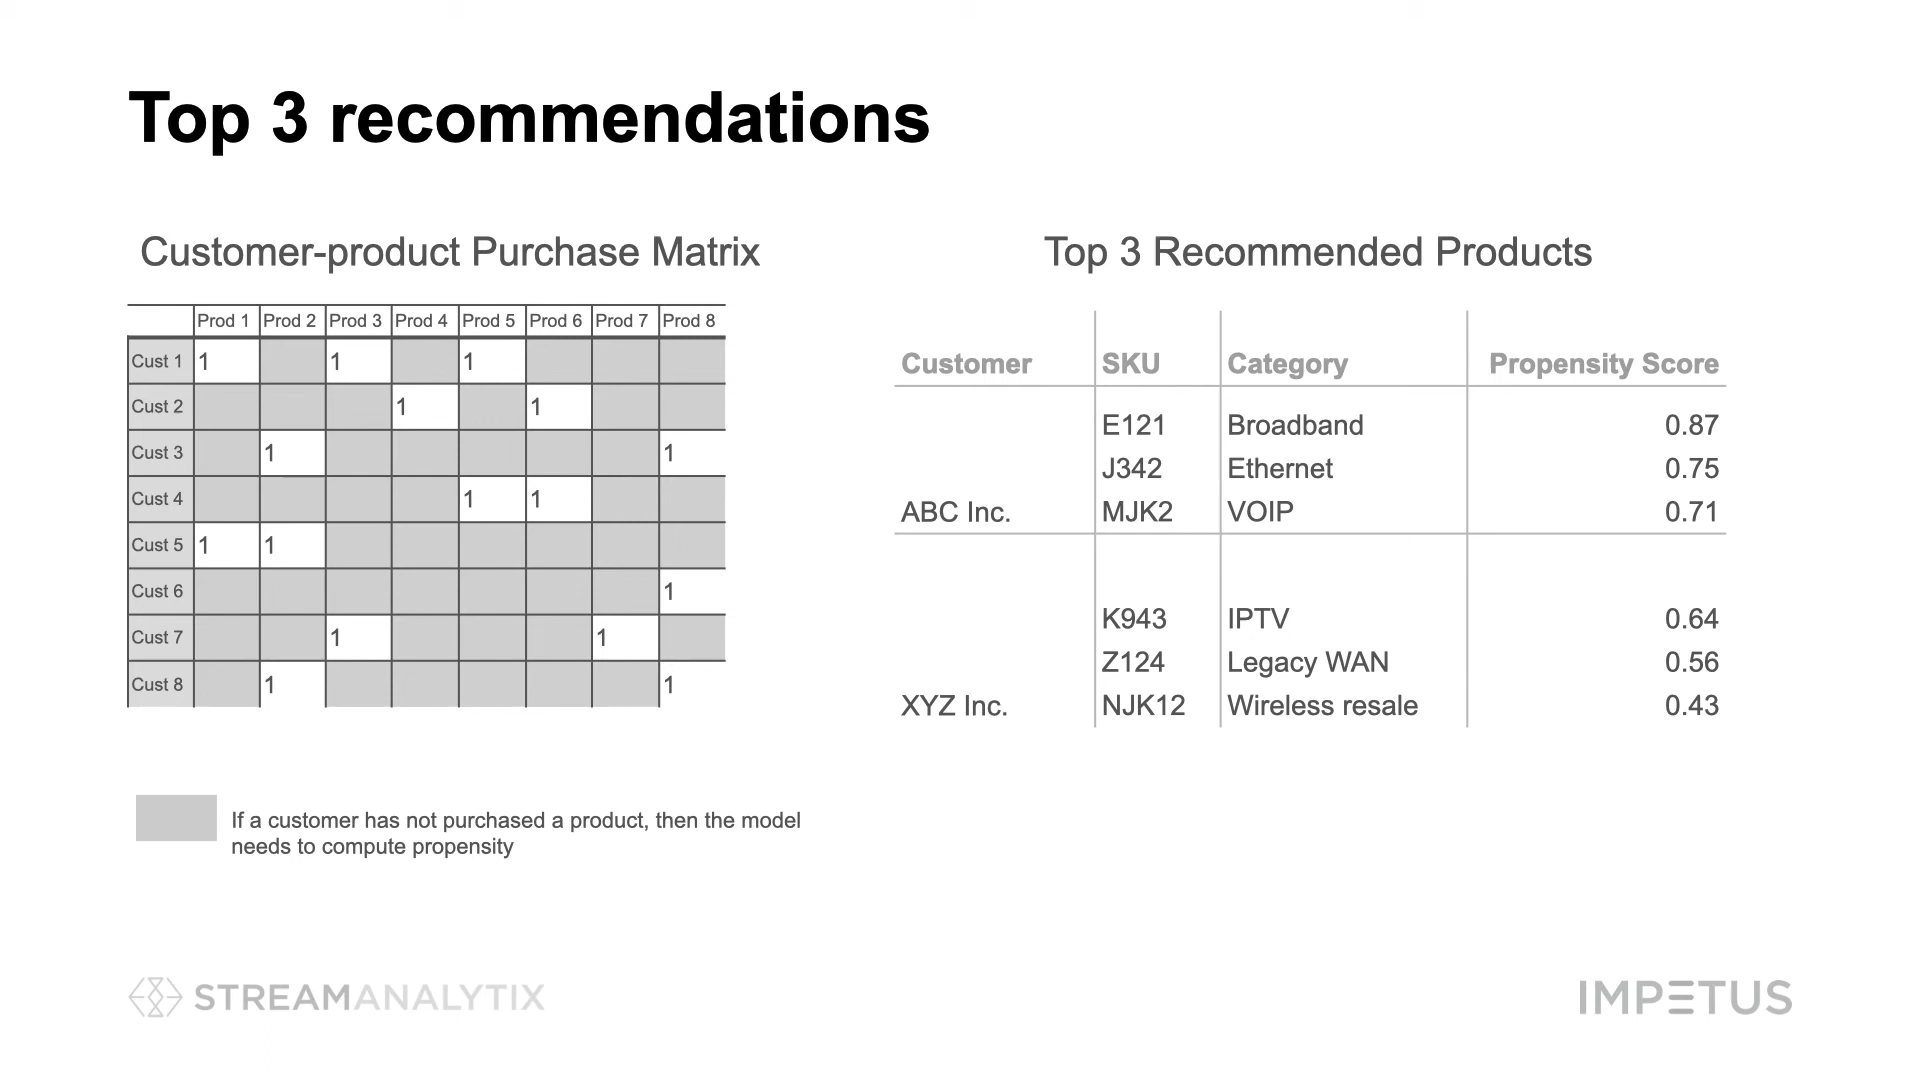 Top 3 recommendations
Customer-product Purchase Matrix
Prod 1 Prod 2 Prod 3 Prod 4 Prod 5 Prod 6 Prod 7 Prod 8
Cust 1 1 1 1
Cust 2 1 1
Cust 3 1 1
Cust 4 1 1
Cust 5 1 1
Cust 6 1
Cust 7 1 1
Cust 8 1 1
If a customer has not purchased a product, then the model
needs to compute propensity
Top 3 Recommended Products
Customer SKU Category Propensity Score
E121 Broadband 0.87
J342 Ethernet 0.75
ABC Inc. MJK2 VOIP 0.71
K943 IPTV 0.64
Z124 Legacy WAN 0.56
XYZ Inc. NJK12 Wireless resale 0.43
STREAMANALYTIX
IMPETUS